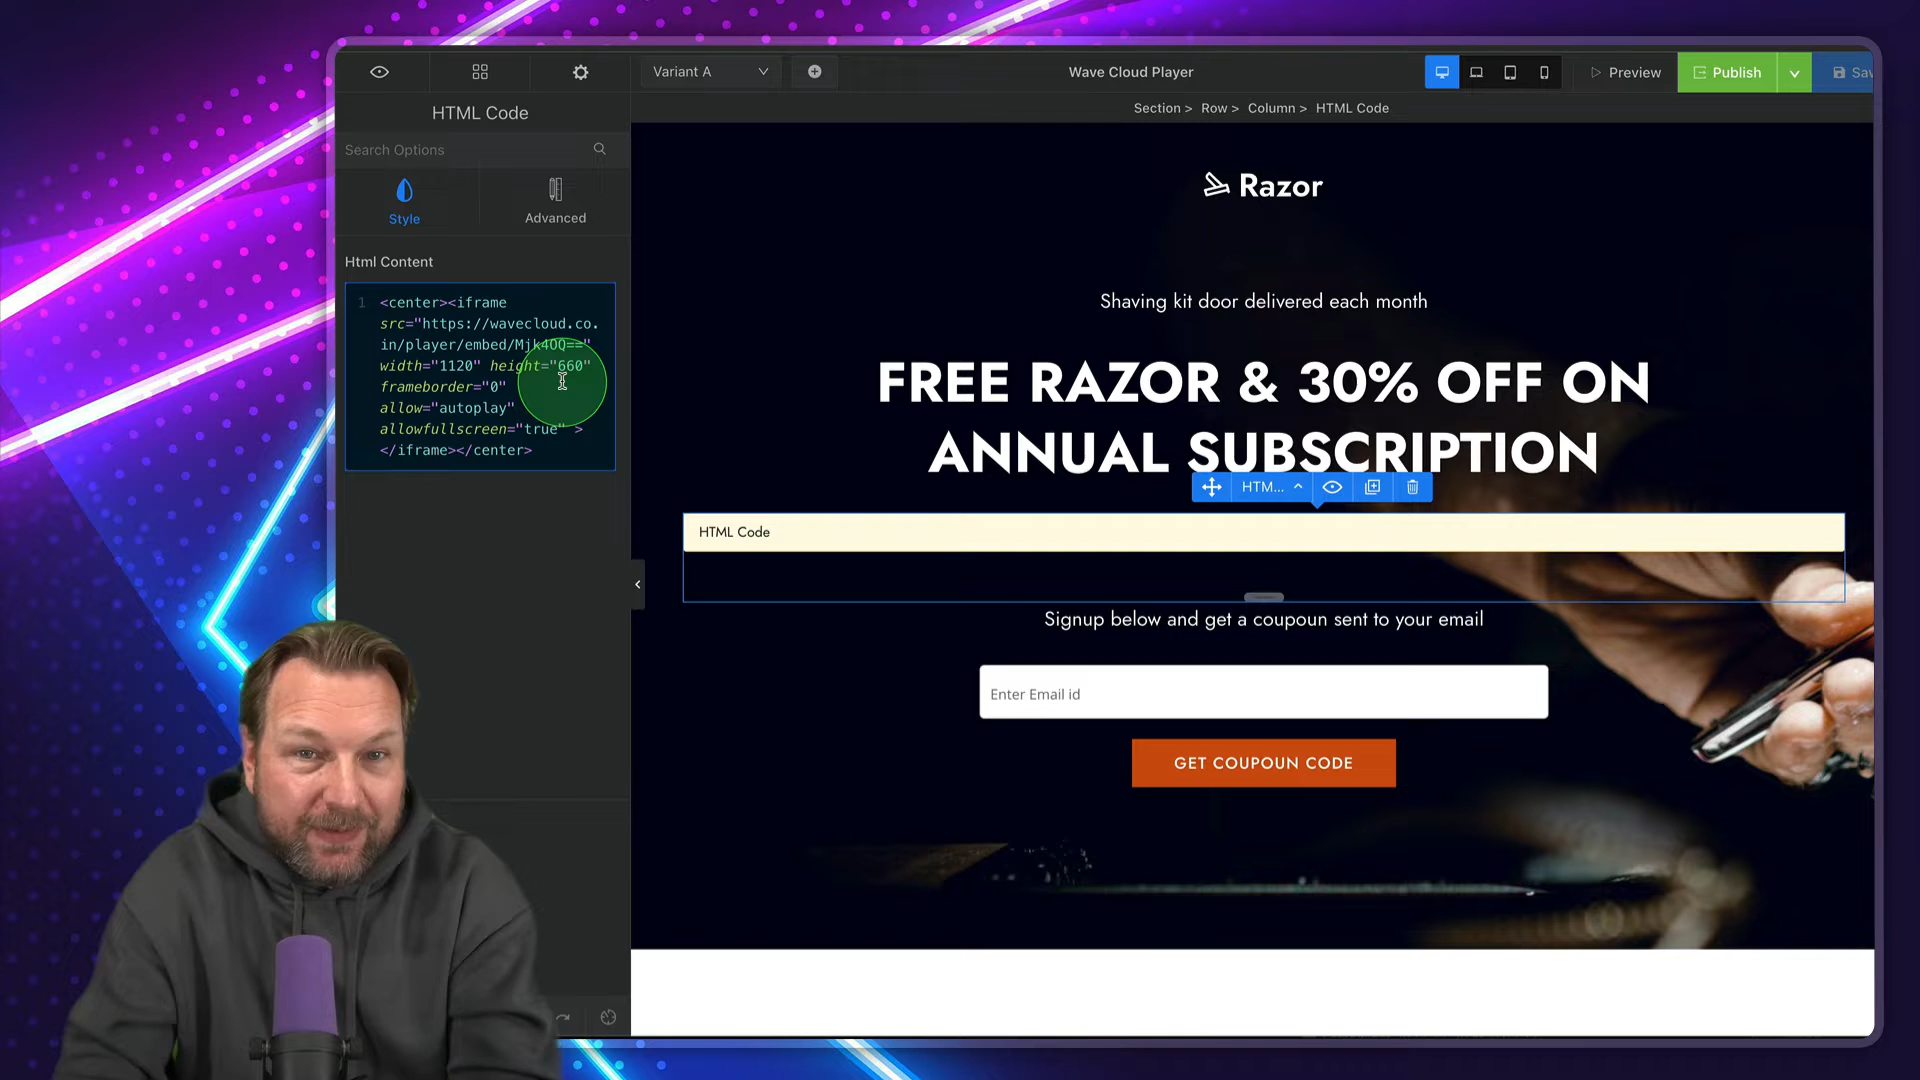 Variant A
Wave Cloud Player
Preview
Publish
Sav
HTML Code
Section > Row > Column > HTML Code
Search Options
Style
Advanced
Html Content
1 <center><iframe
src="https://wavecloud.co.
in/player/embed/Mjk4OQ=="
width="1120" height="660"
frameborder="0"
allow="autoplay"
allowfullscreen="true" >
</iframe></center>
Razor
Shaving kit door delivered each month
FREE RAZOR & 30% OFF ON
ANNUAL SUBSCRIPTION
HTM...
HTML Code
Signup below and get a coupoun sent to your email
Enter Email id
GET COUPOUN CODE